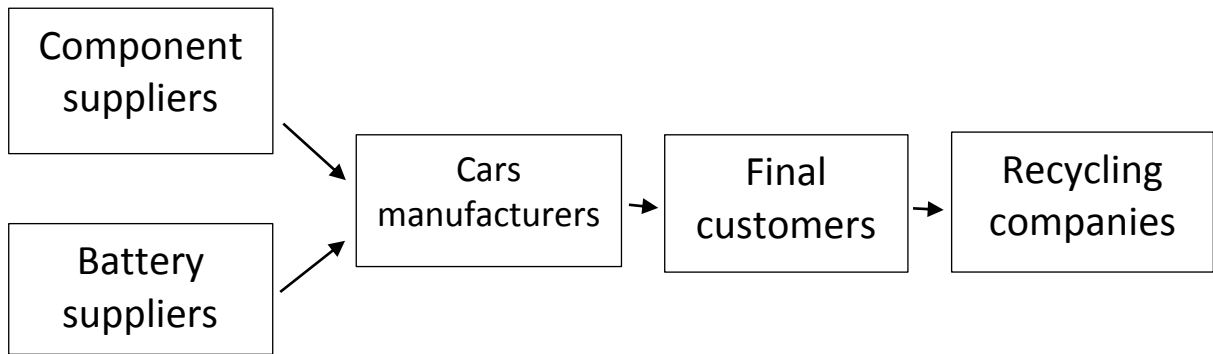 Component
suppliers
Battery
suppliers
Cars
manufacturers
Final
customers
Recycling
companies